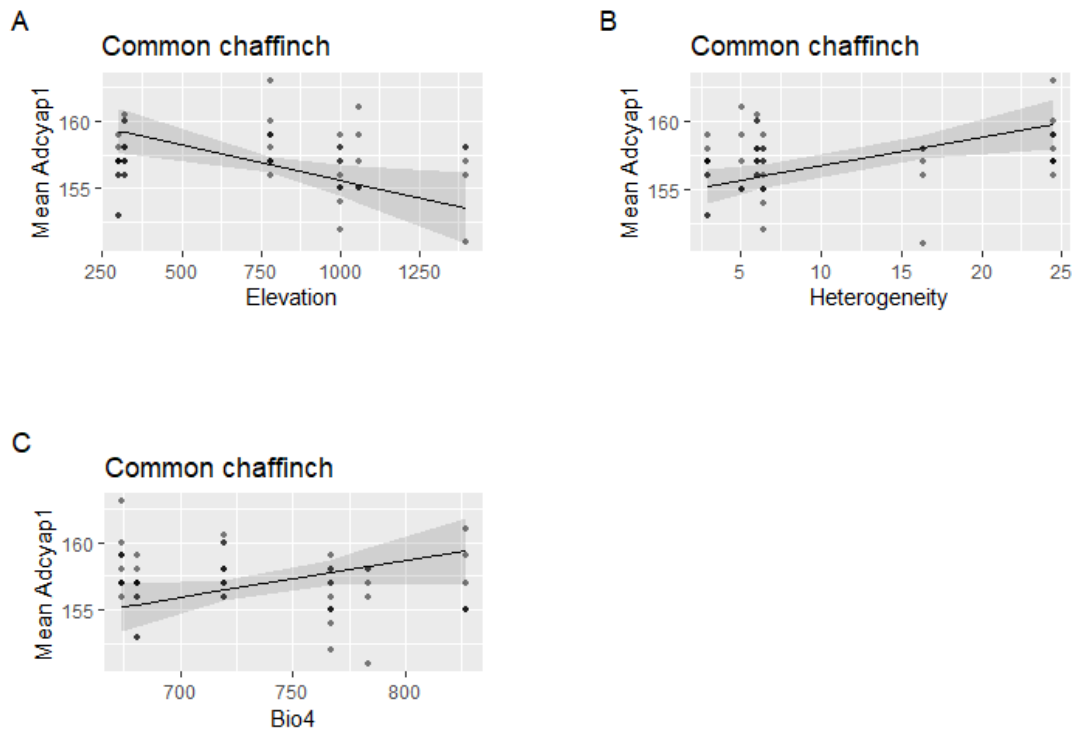 A
Common chaffinch
Mean Adcyap1
160
155
250
500
750
1000
1250
Elevation
B
Common chaffinch
Mean Adcyap1
160
155
5
10
15
20
25
Heterogeneity
C
Common chaffinch
Mean Adcyap1
160
155
700
750
800
Bio4